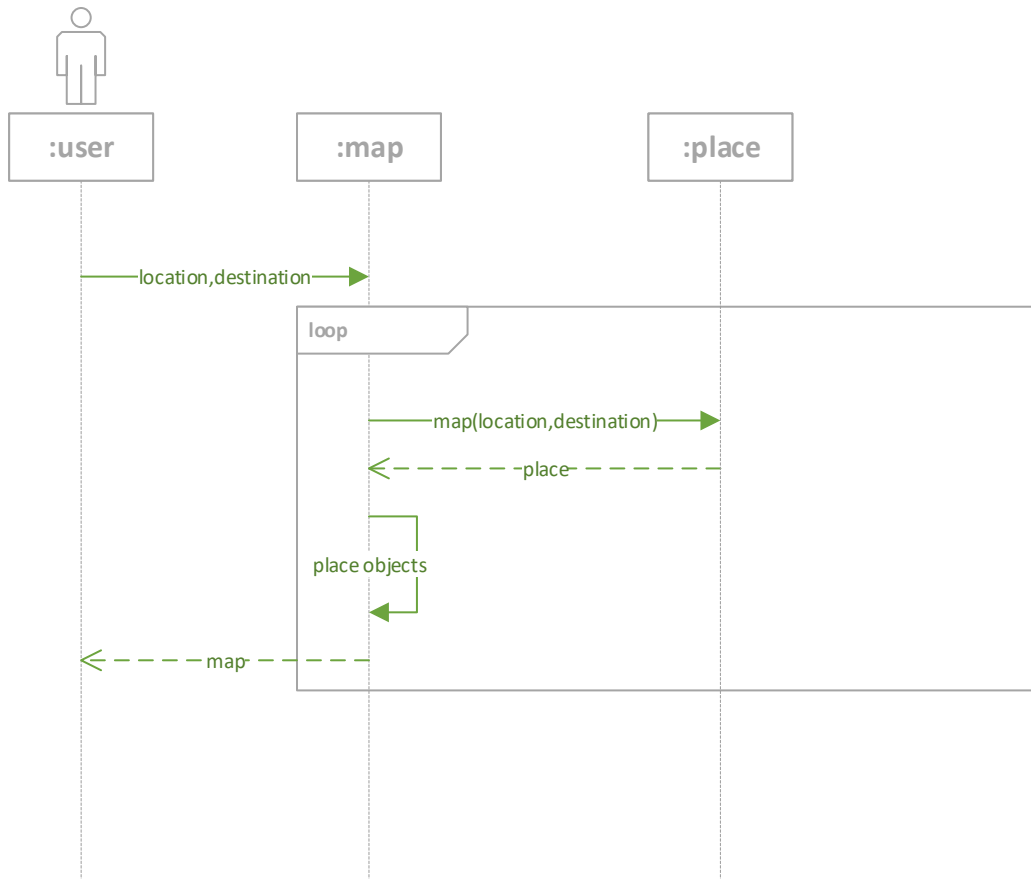 :user
:map
:place
location,destination
loop
map(location,destination)
place
place objects
map